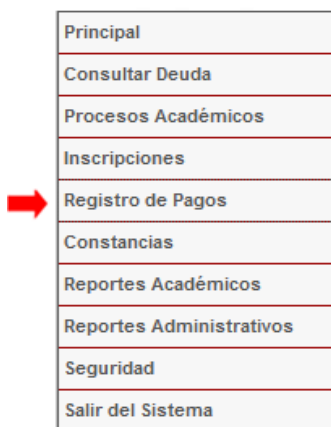 Principal
Consultar Deuda
Procesos Académicos
Inscripciones
Registro de Pagos
Constancias
Reportes Académicos
Reportes Administrativos
Seguridad
Salir del Sistema